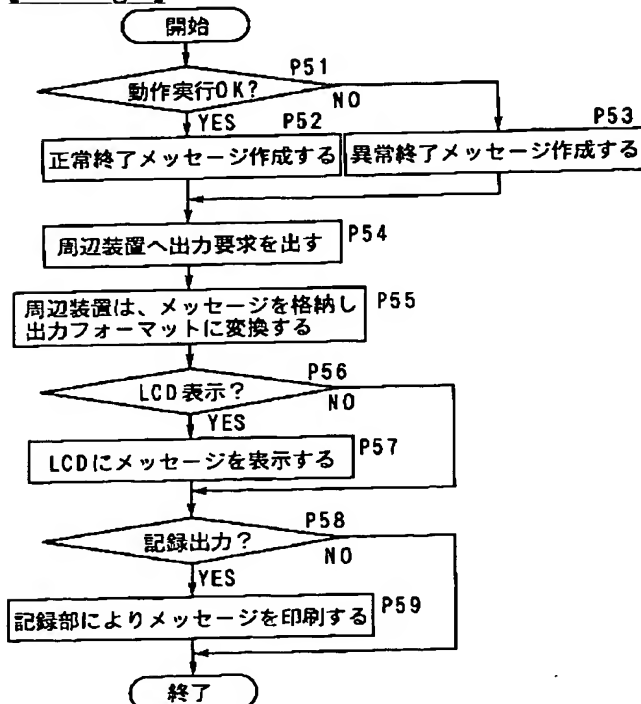 開始
P51
動作実行OK?
NO
YES
P52
P53
正常終了メッセージ作成する
異常終了メッセージ作成する
周辺装置へ出力要求を出す
P54
周辺装置は、メッセージを格納し
出力フォーマットに変換する
P55
P56
LCD表示?
NO
YES
LCDにメッセージを表示する
P57
P58
記録出力?
NO
YES
記録部によりメッセージを印刷する
P59
終了